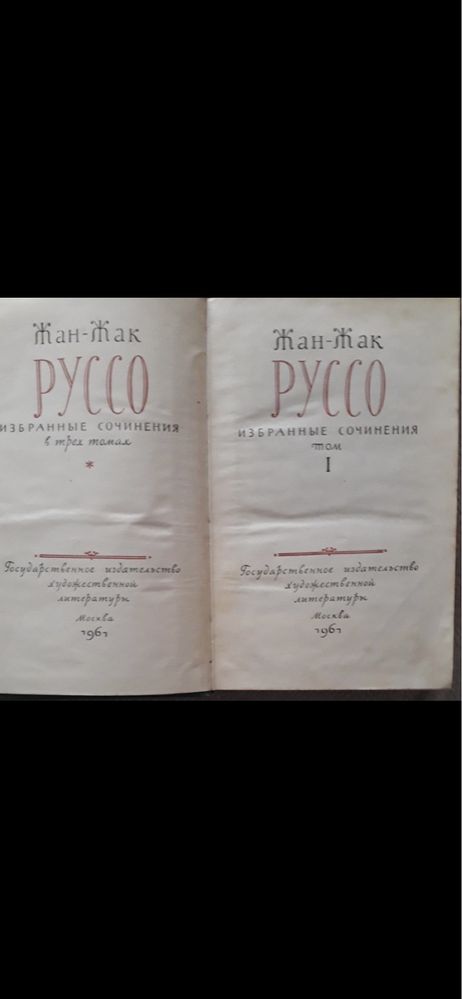 Жан-Жак
РУССО
ИЗБРАННЫЕ СОЧИНЕНИЯ
в трех томах
*
Государственное издательство
художественной
литературы
Москва
1961
Жан-Жак
РУССО
ИЗБРАННЫЕ СОЧИНЕНИЯ
том
I
Государственное издательство
художественной
литературы
Москва
1961